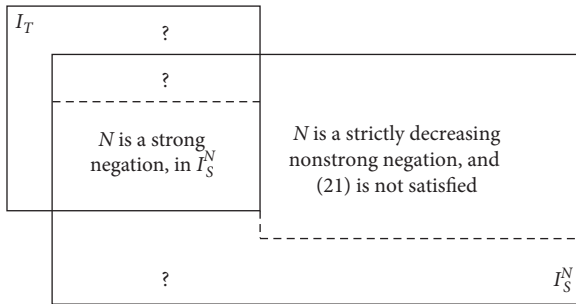 I_T
?
?
N is a strong
negation, in I_S^N
N is a strictly decreasing
nonstrong negation, and
(21) is not satisfied
?
I_S^N